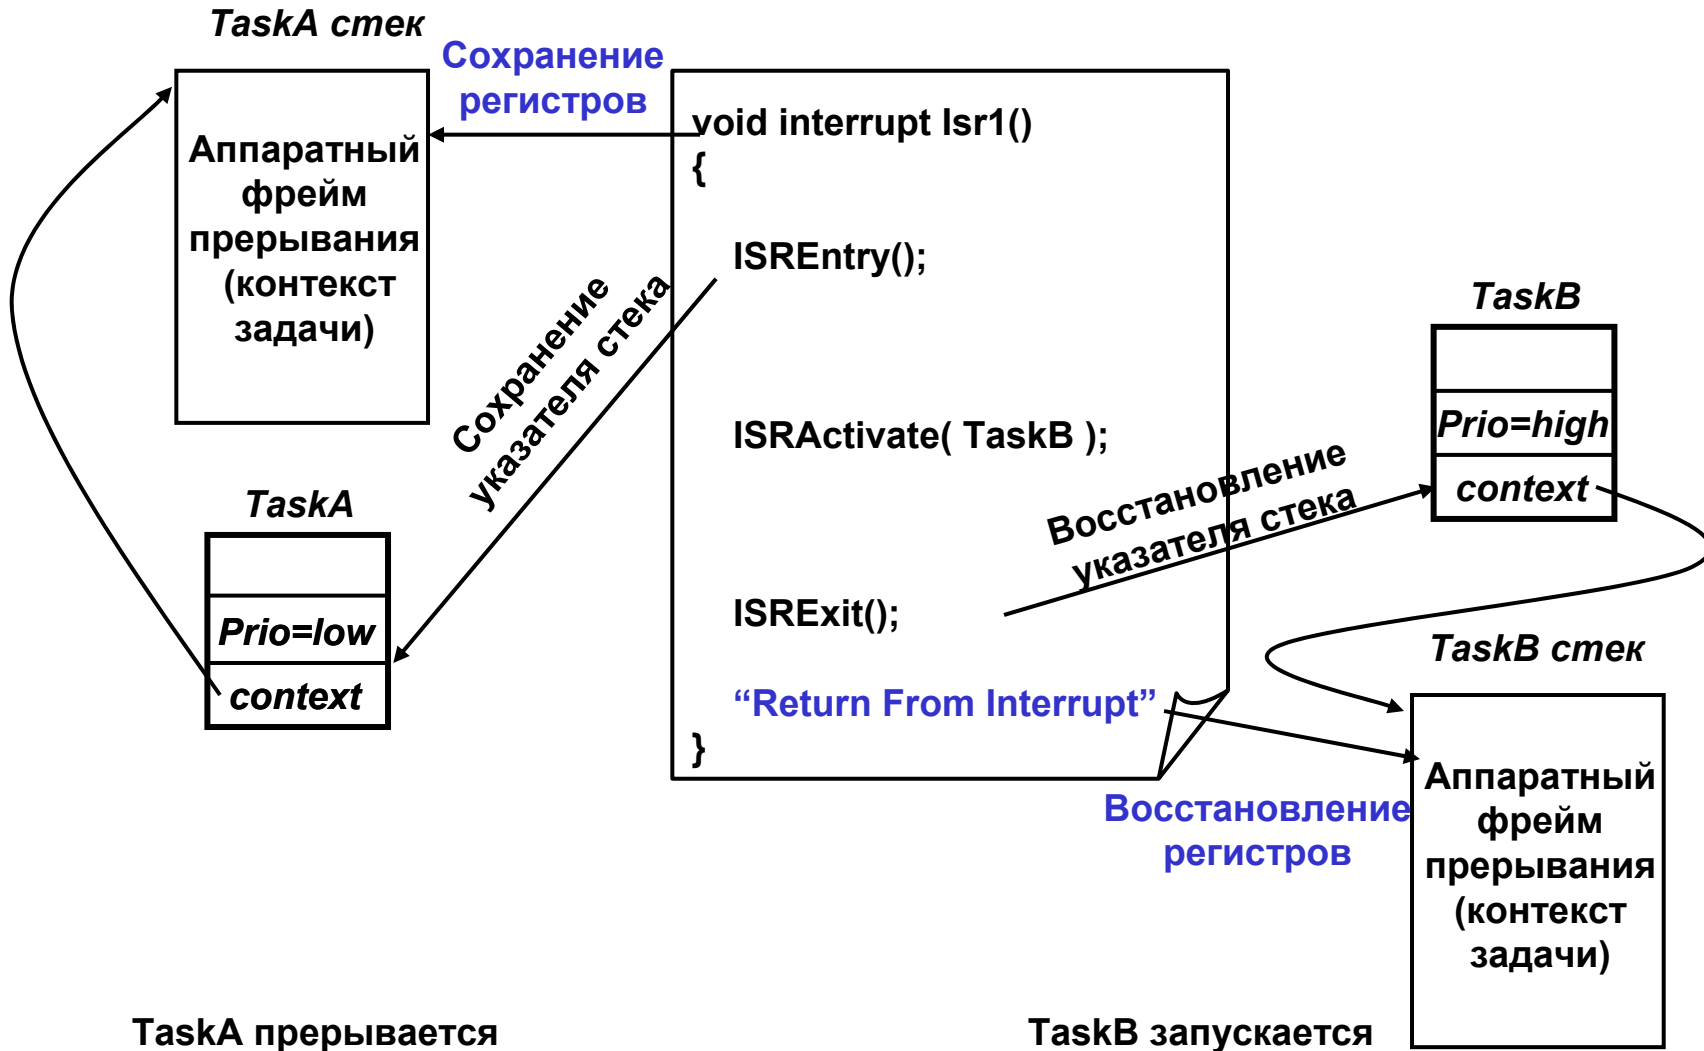 TaskA стек
Сохранение
регистров
Аппаратный
фрейм
прерывания
(контекст
задачи)
void interrupt Isr1()
{
ISREntry();
Сохранение
указателя стека
ISRActivate( TaskB );
Восстановление
указателя стека
ISRExit();
“Return From Interrupt”
}
TaskA
Prio=low
context
TaskB
Prio=high
context
TaskB стек
Восстановление
регистров
Аппаратный
фрейм
прерывания
(контекст
задачи)
TaskA прерывается
TaskB запускается